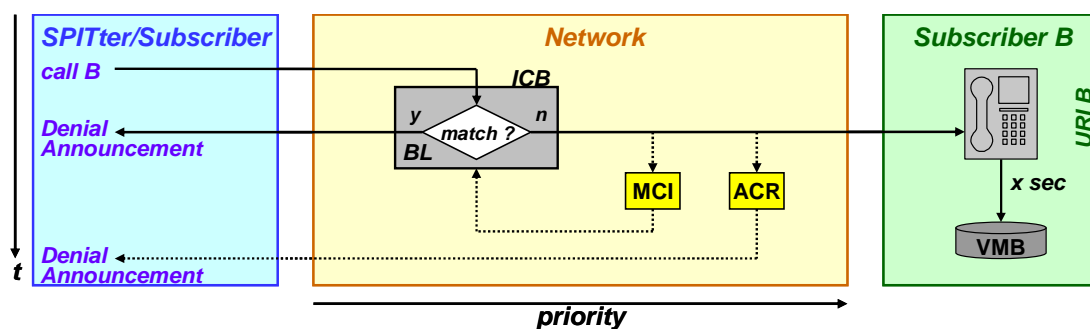 SPITter/Subscriber
Network
Subscriber B
call B
ICB
y
n
match ?
BL
Denial
Announcement
URI B
MCI
ACR
x sec
VMB
Denial
Announcement
t
priority